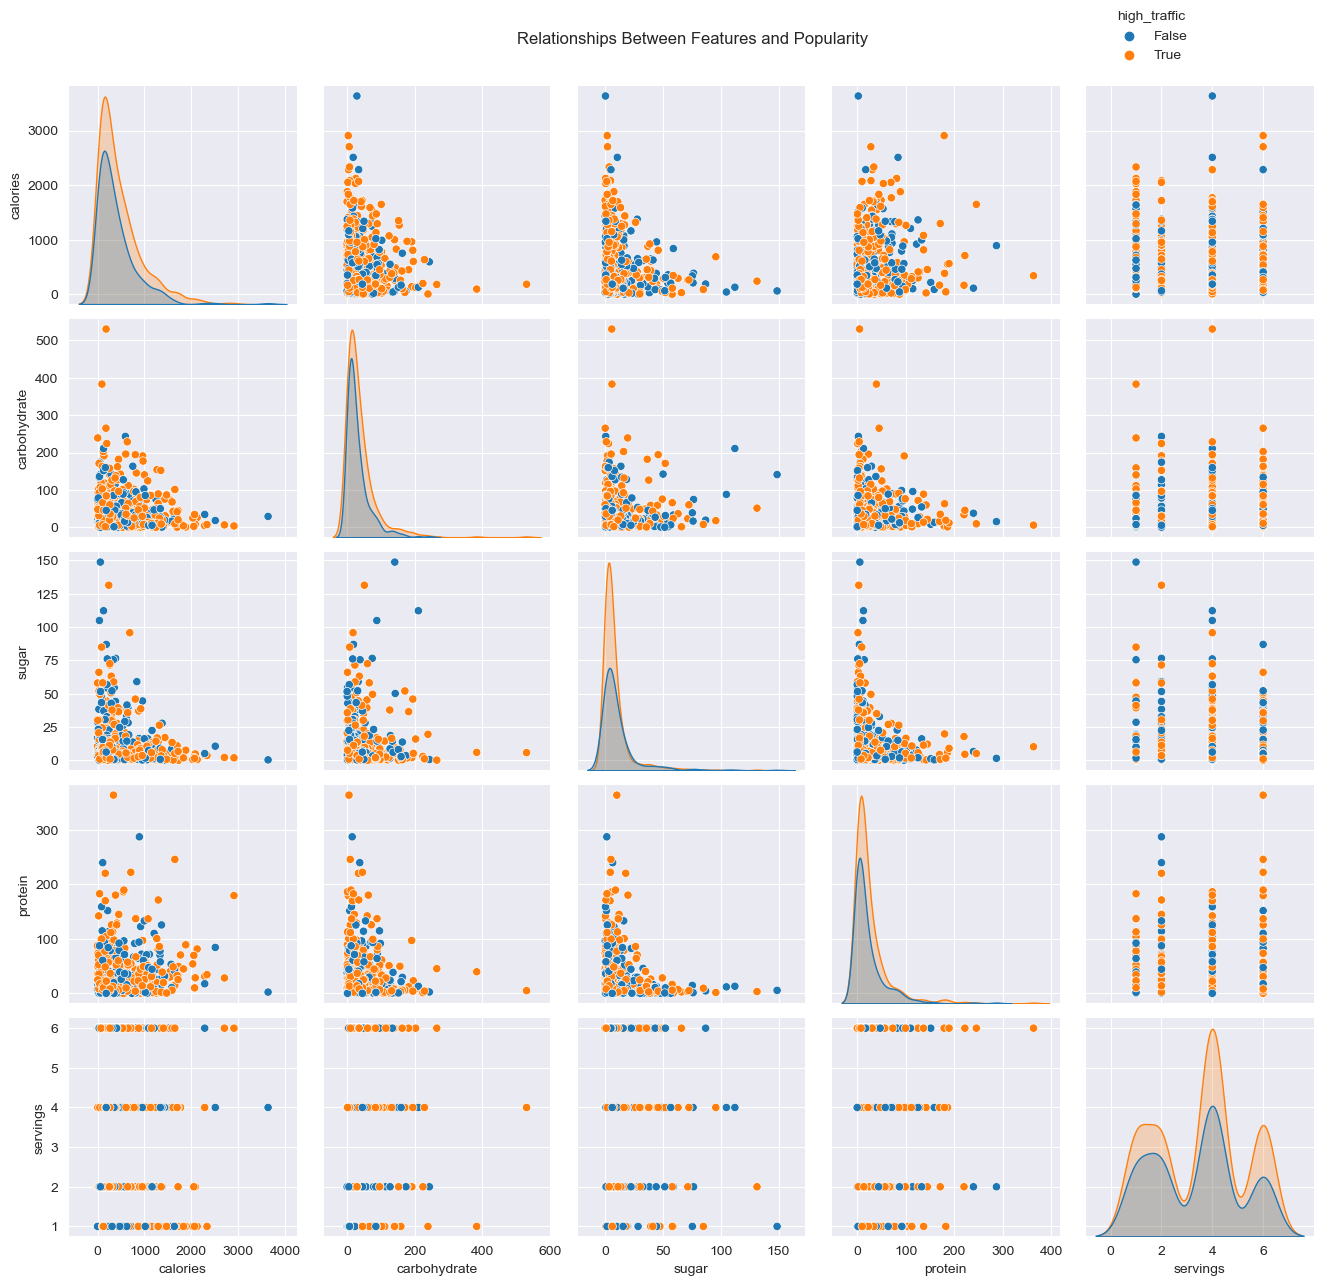 high_traffic
Relationships Between Features and Popularity
False
True
3000
2000
1000
0
calories
500
400
300
200
100
0
carbohydrate
150
125
100
75
50
25
0
sugar
300
200
100
0
protein
6
5
4
3
2
1
servings
0 1000 2000 3000 4000
0 200 400 600
0 50 100 150
0 100 200 300 400
0 2 4 6
calories
carbohydrate
sugar
protein
servings